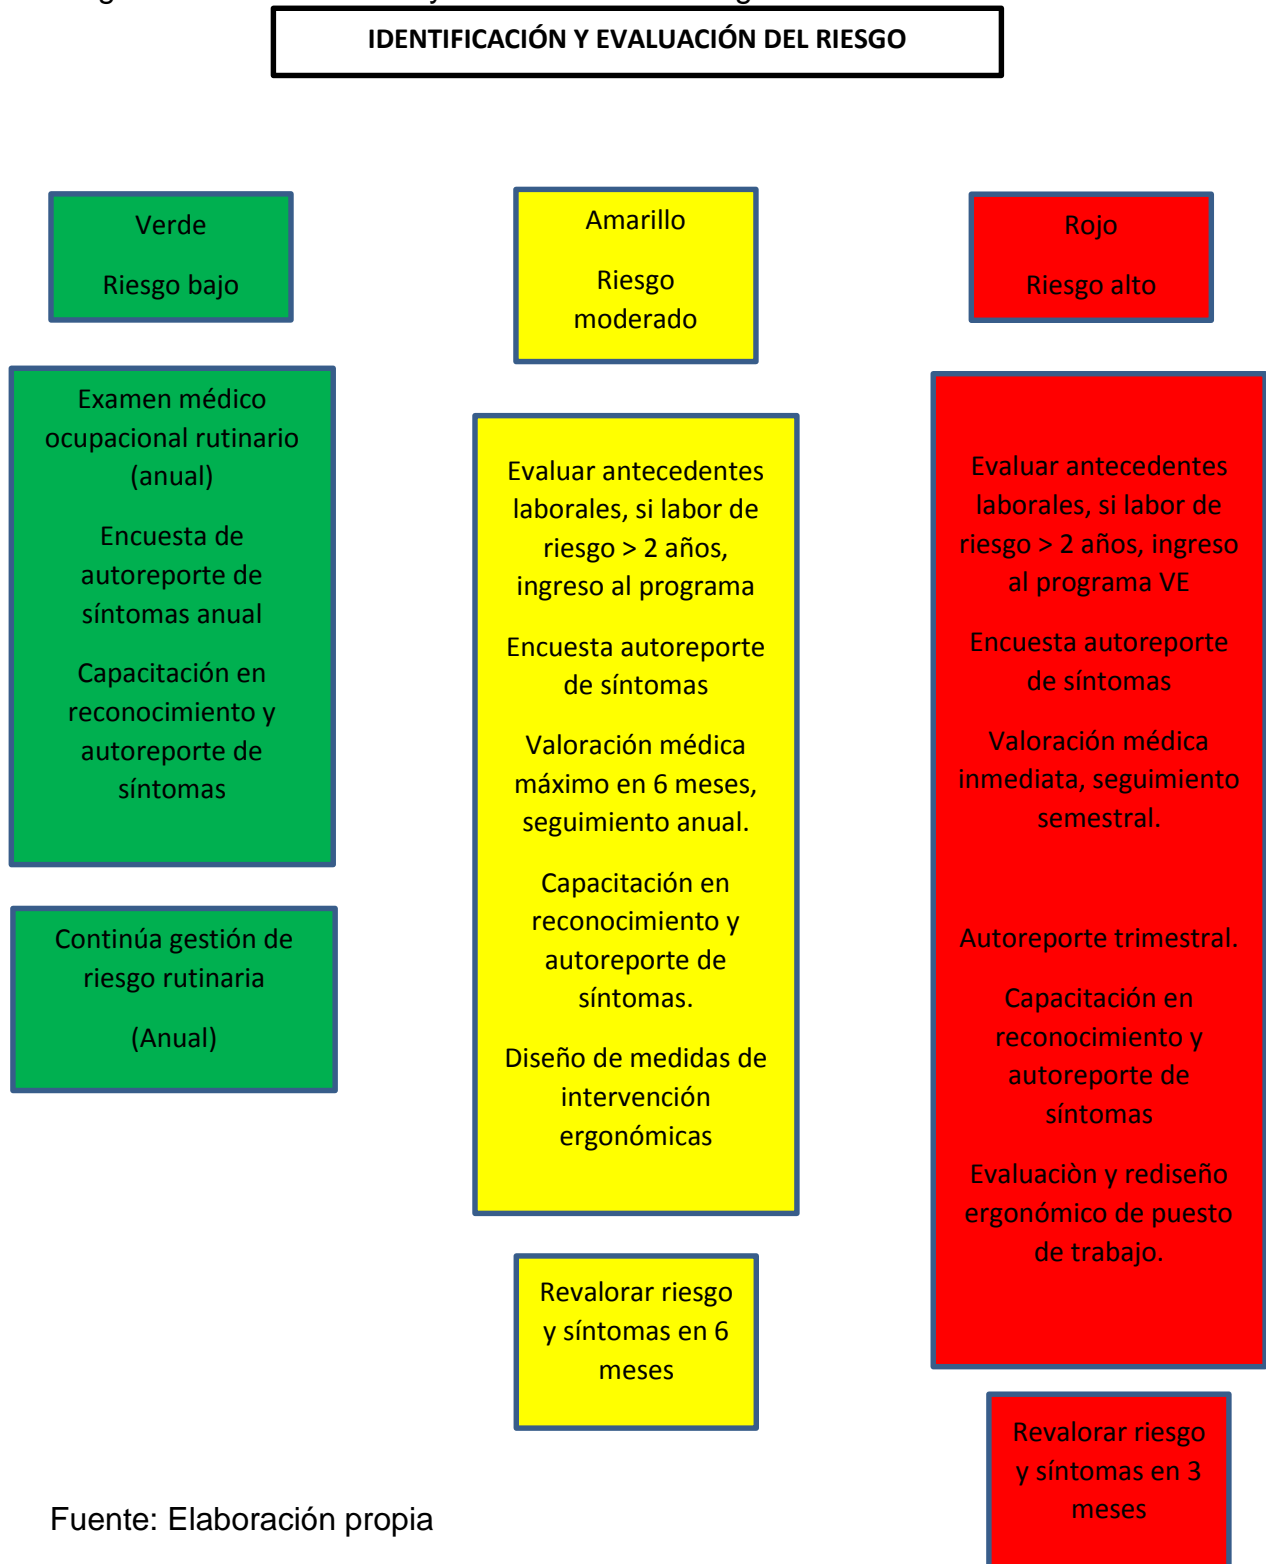 IDENTIFICACIÓN Y EVALUACIÓN DEL RIESGO
Verde
Riesgo bajo
Examen médico
ocupacional rutinario
(anual)
Encuesta de
autoreporte de
síntomas anual
Capacitación en
reconocimiento y
autoreporte de
síntomas
Continúa gestión de
riesgo rutinaria
(Anual)
Amarillo
Riesgo
moderado
Evaluar antecedentes
laborales, si labor de
riesgo > 2 años,
ingreso al programa
Encuesta autoreporte
de síntomas
Valoración médica
máximo en 6 meses,
seguimiento anual.
Capacitación en
reconocimiento y
autoreporte de
síntomas.
Diseño de medidas de
intervención
ergonómicas
Revalorar riesgo
y síntomas en 6
meses
Rojo
Riesgo alto
Evaluar antecedentes
laborales, si labor de
riesgo > 2 años, ingreso
al programa VE
Encuesta autoreporte
de síntomas
Valoración médica
inmediata, seguimiento
semestral.
Autoreporte trimestral.
Capacitación en
reconocimiento y
autoreporte de
síntomas
Evaluaciòn y rediseño
ergonómico de puesto
de trabajo.
Revalorar riesgo
y síntomas en 3
meses
Fuente: Elaboración propia